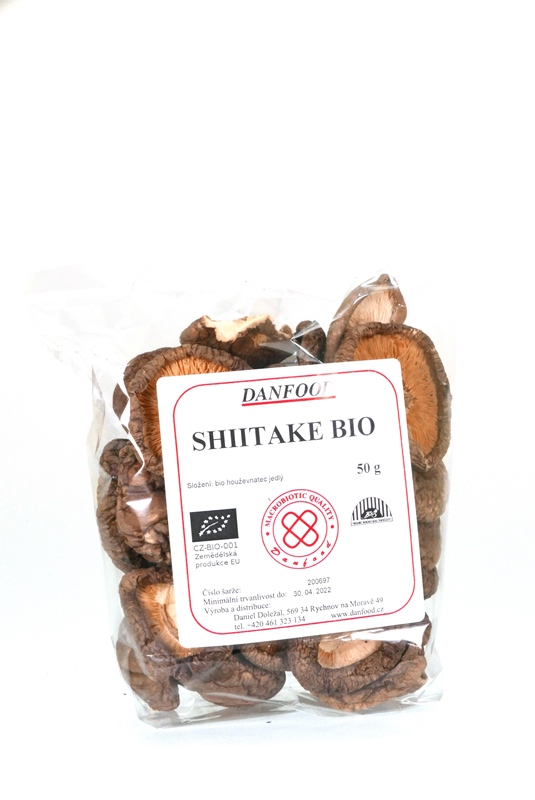 DANFOOD
SHIITAKE BIO
50 g
Složení: bio houževnatec jedlý
MACROBIOTIC QUALITY
Danfood
CZ-BIO-001
Zemědělská
produkce EU
Číslo šarže: 200697
Minimální trvanlivost do: 30. 04. 2022
Výroba a distribuce:
Daniel Doležal, 569 34 Rychnov na Moravě 49
tel. +420 461 323 134 www.danfood.cz